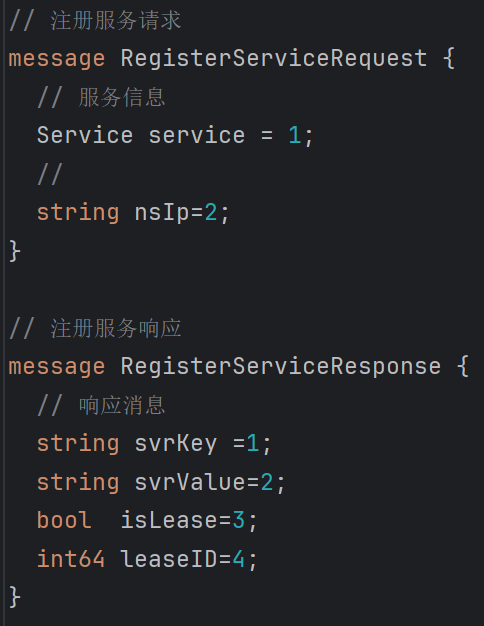 // 注册服务请求
message RegisterServiceRequest {
  // 服务信息
  Service service = 1;
  //
  string nsIp=2;
}

// 注册服务响应
message RegisterServiceResponse {
  // 响应消息
  string svrKey =1;
  string svrValue=2;
  bool  isLease=3;
  int64 leaseID=4;
}